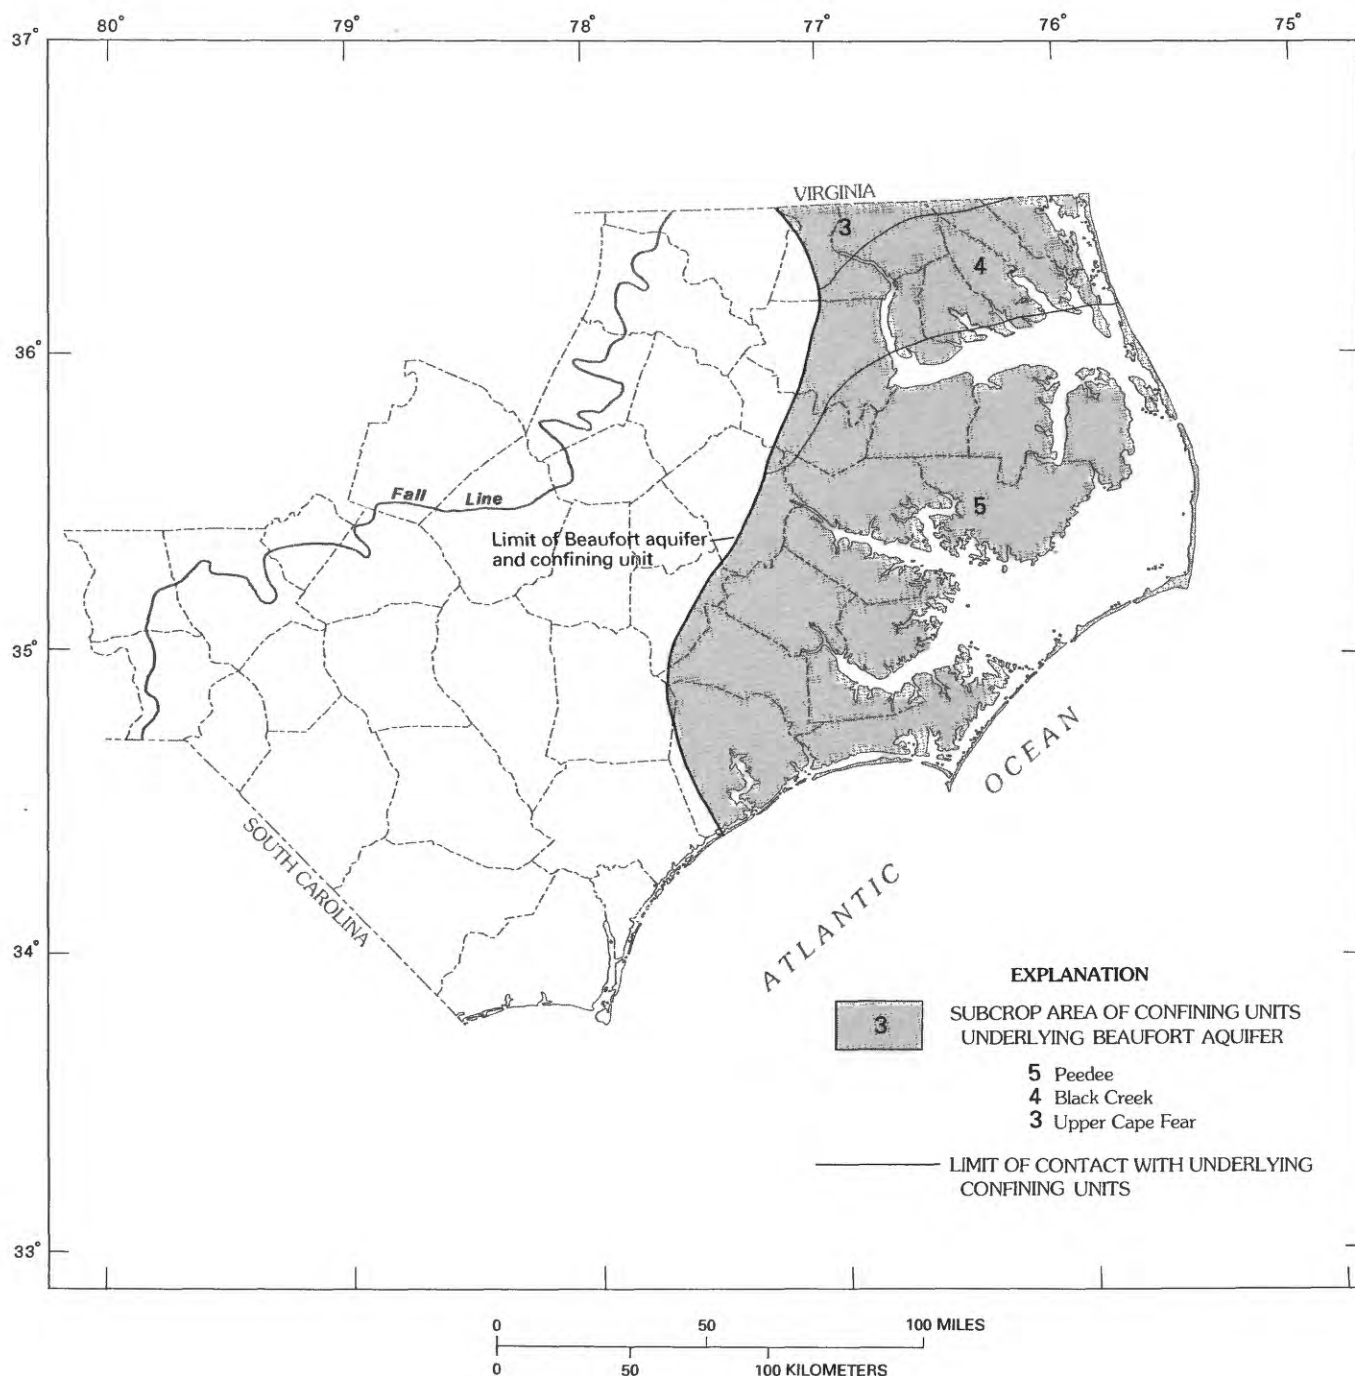 80° 79° 78° 77° 76° 75°
37°
VIRGINIA
3
4
36°
Fall Line
5
Limit of Beaufort aquifer
and confining unit
35°
OCEAN
SOUTH CAROLINA
ATLANTIC
34°
EXPLANATION
3
SUBCROP AREA OF CONFINING UNITS
UNDERLYING BEAUFORT AQUIFER
5 Peedee
4 Black Creek
3 Upper Cape Fear
LIMIT OF CONTACT WITH UNDERLYING
CONFINING UNITS
33°
0 50 100 MILES
0 50 100 KILOMETERS